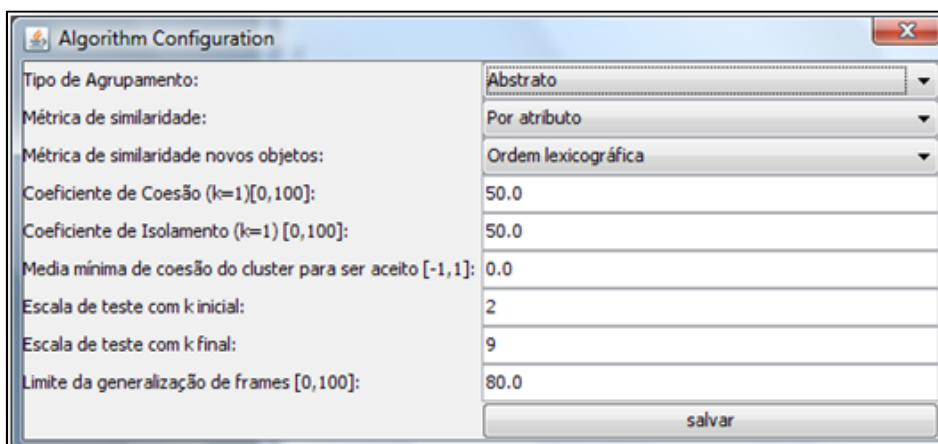 Algorithm Configuration
Tipo de Agrupamento: Abstrato
Métrica de similaridade: Por atributo
Métrica de similaridade novos objetos: Ordem lexicográfica
Coeficiente de Coesão (k=1)[0,100]: 50.0
Coeficiente de Isolamento (k=1) [0,100]: 50.0
Media mínima de coesão do cluster para ser aceito [-1,1]: 0.0
Escala de teste com k inicial: 2
Escala de teste com k final: 9
Limite da generalização de frames [0,100]: 80.0
salvar